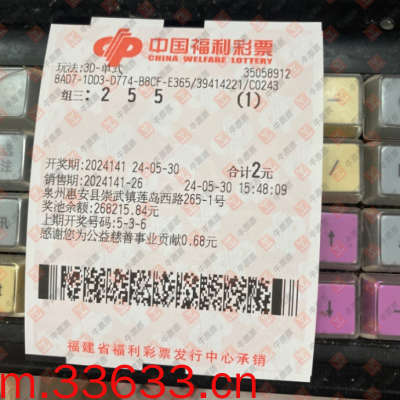 中国福利彩票
CHINA WELFARE LOTTERY
玩法:3D-单式 35058912
8AD7-1DD3-D774-B8CF-E365/39414221/C0243
组三: 2 5 5 (1)
开奖期:2024141 24-05-30 合计2元
销售期:2024141-26 24-05-30 15:48:09
泉州惠安县崇武镇莲岛西路265-1号
奖池余额:268215.84元
上期开奖号码:5-3-6
感谢您为公益慈善事业贡献0.68元
福建省福利彩票发行中心承销
m.33633.cn